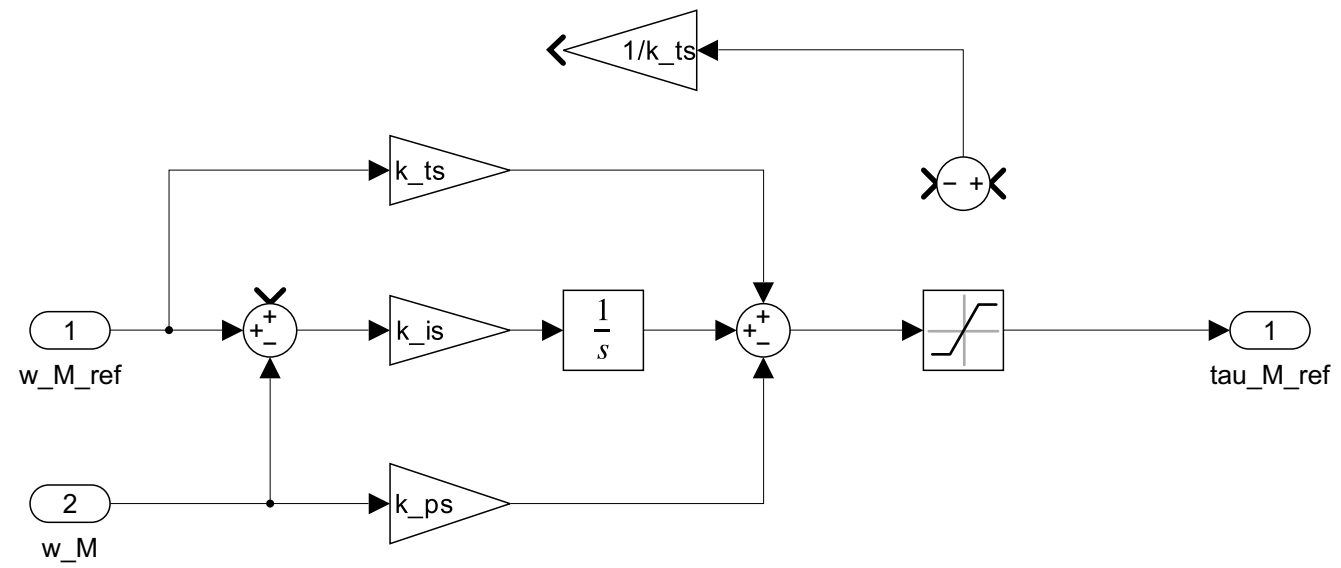 1/k_ts
k_ts
− +
1
w_M_ref
+
+
−
k_is
1
s
+
+
−
1
tau_M_ref
2
w_M
k_ps